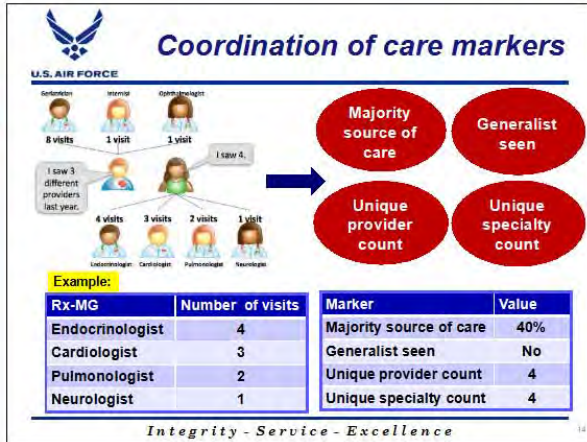 Coordination of care markers
U.S. AIR FORCE
Geriatrician Internist Ophthalmologist
8 visits 1 visit 1 visit
I saw 3
different
providers
last year.
I saw 4.
4 visits 3 visits 2 visits 1 visit
Endocrinologist Cardiologist Pulmonologist Neurologist
Majority
source of
care
Generalist
seen
Unique
provider
count
Unique
specialty
count
Example:
Rx-MG Number of visits
Endocrinologist 4
Cardiologist 3
Pulmonologist 2
Neurologist 1
Marker Value
Majority source of care 40%
Generalist seen No
Unique provider count 4
Unique specialty count 4
Integrity - Service - Excellence